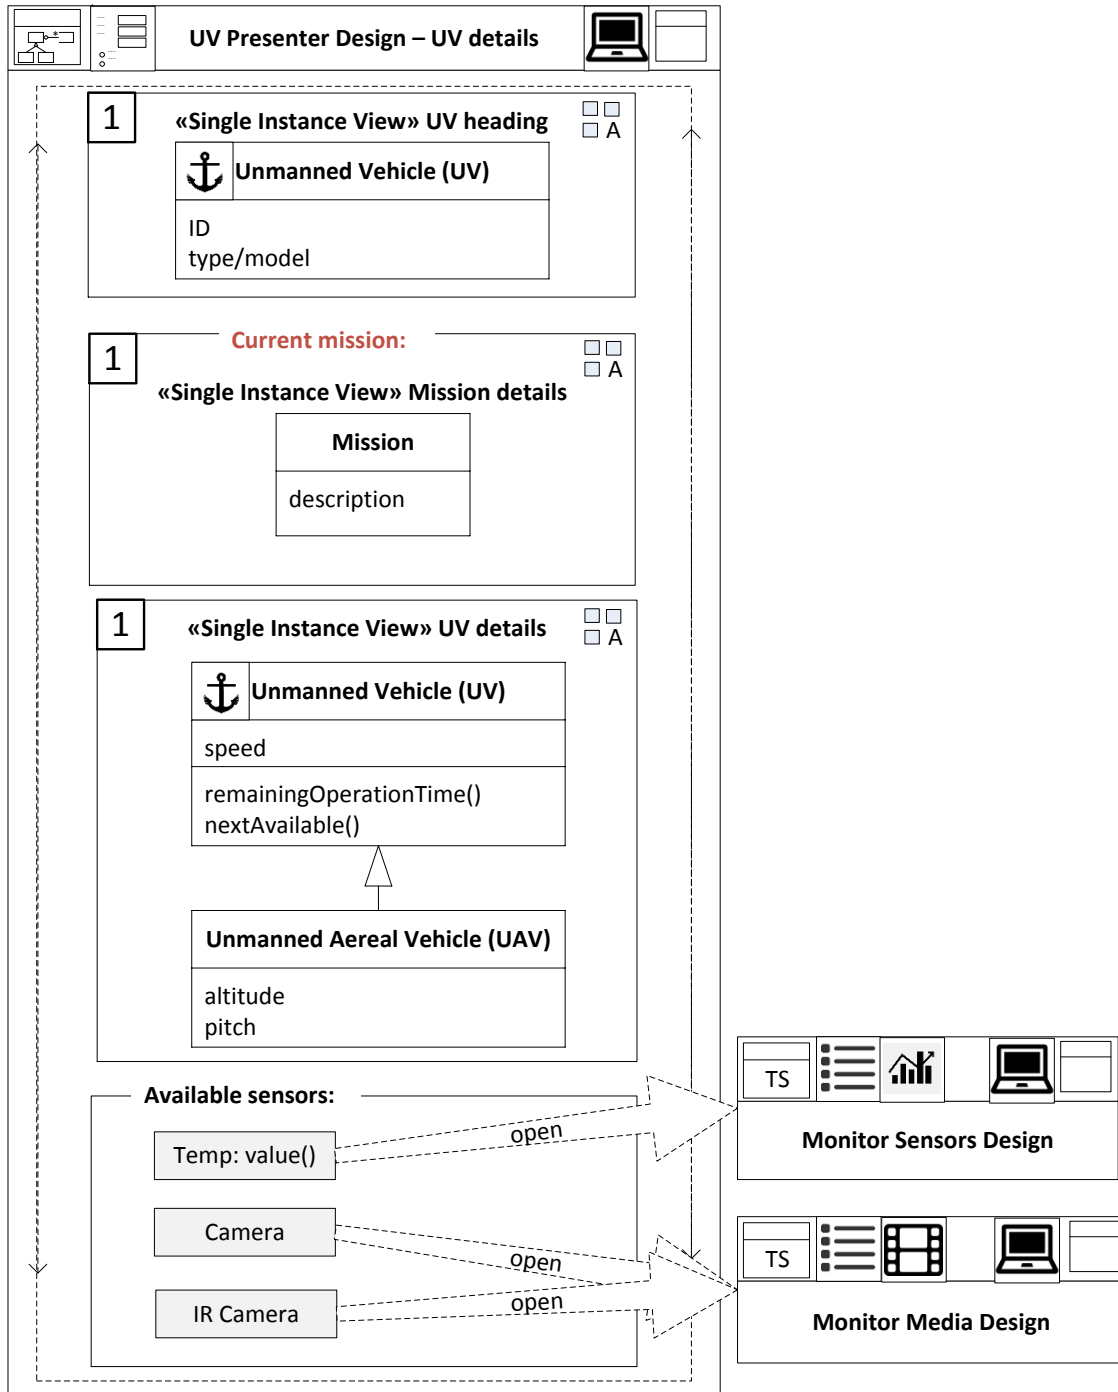 UV Presenter Design – UV details
1
«Single Instance View» UV heading
A
Unmanned Vehicle (UV)
ID
type/model
Current mission:
1
A
«Single Instance View» Mission details
Mission
description
1
«Single Instance View» UV details
A
Unmanned Vehicle (UV)
speed
remainingOperationTime()
nextAvailable()
Unmanned Aereal Vehicle (UAV)
altitude
pitch
Available sensors:
Temp: value()
open
TS
Monitor Sensors Design
Camera
open
IR Camera
open
TS
Monitor Media Design